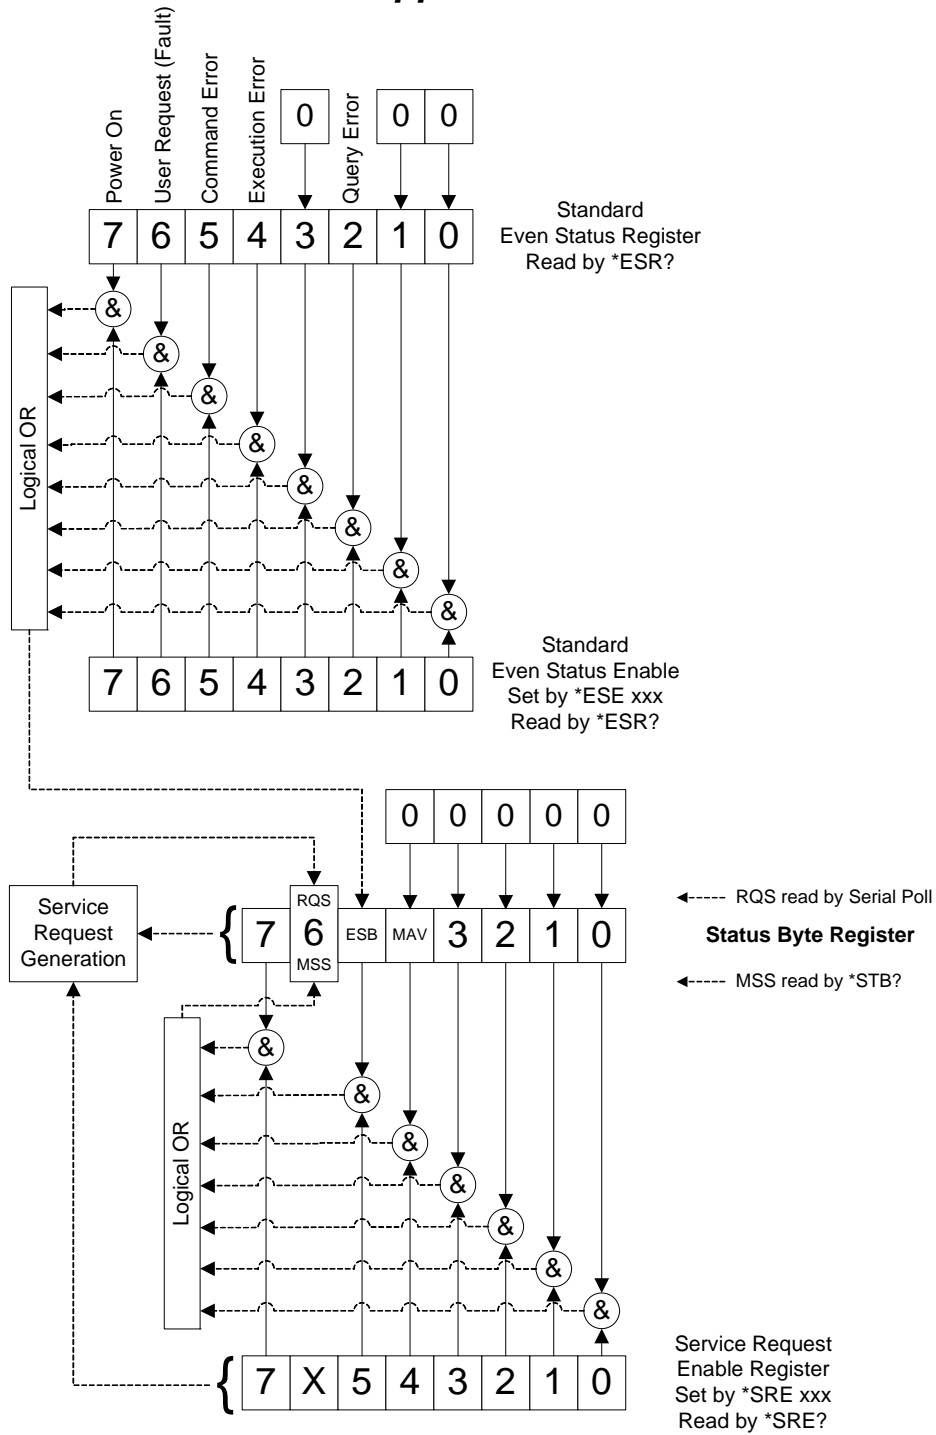 Power On
User Request (Fault)
Command Error
Execution Error
0
Query Error
0 0
7 6 5 4 3 2 1 0
Standard
Even Status Register
Read by *ESR?
Logical OR
&
&
&
&
&
&
&
&
7 6 5 4 3 2 1 0
Standard
Even Status Enable
Set by *ESE xxx
Read by *ESR?
0 0 0 0 0
Service
Request
Generation
{
RQS
7 6 ESB MAV 3 2 1 0
MSS
RQS read by Serial Poll
Status Byte Register
MSS read by *STB?
Logical OR
&
&
&
&
&
&
&
{
7 X 5 4 3 2 1 0
Service Request
Enable Register
Set by *SRE xxx
Read by *SRE?